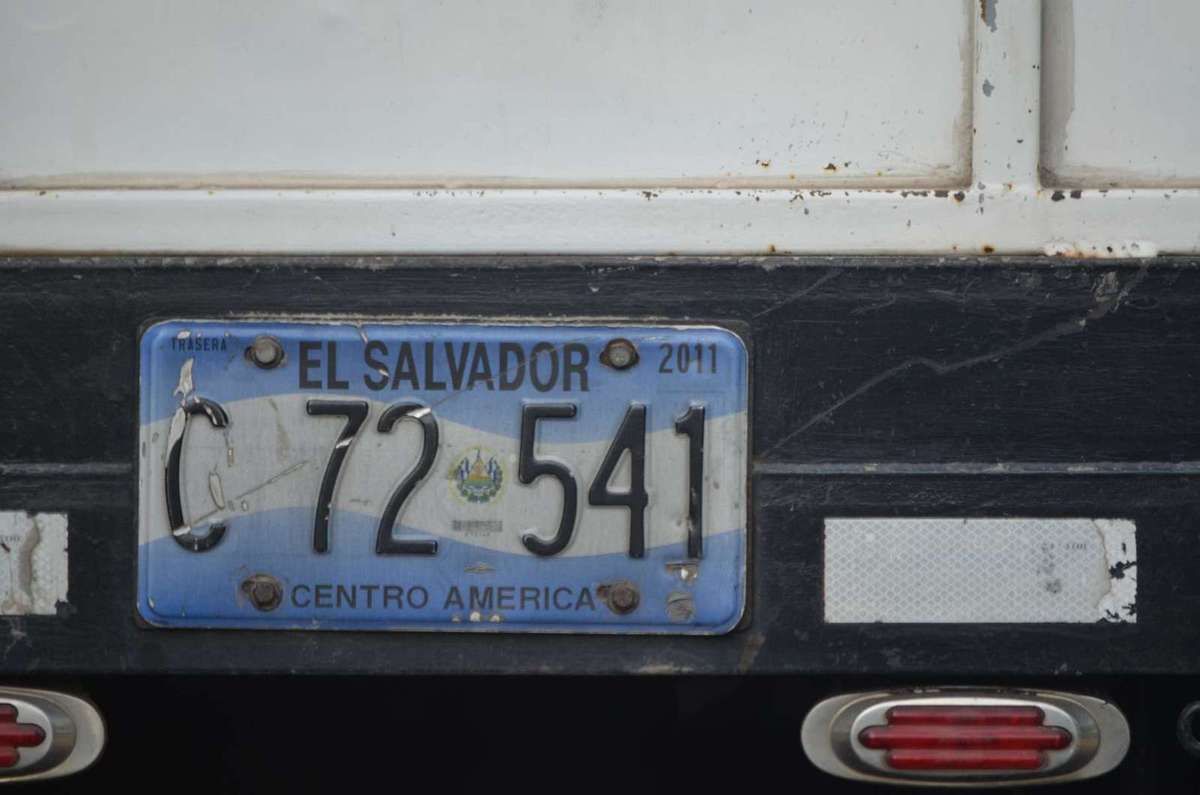 TRASERA
EL SALVADOR
2011
C 72 541
CENTRO AMERICA